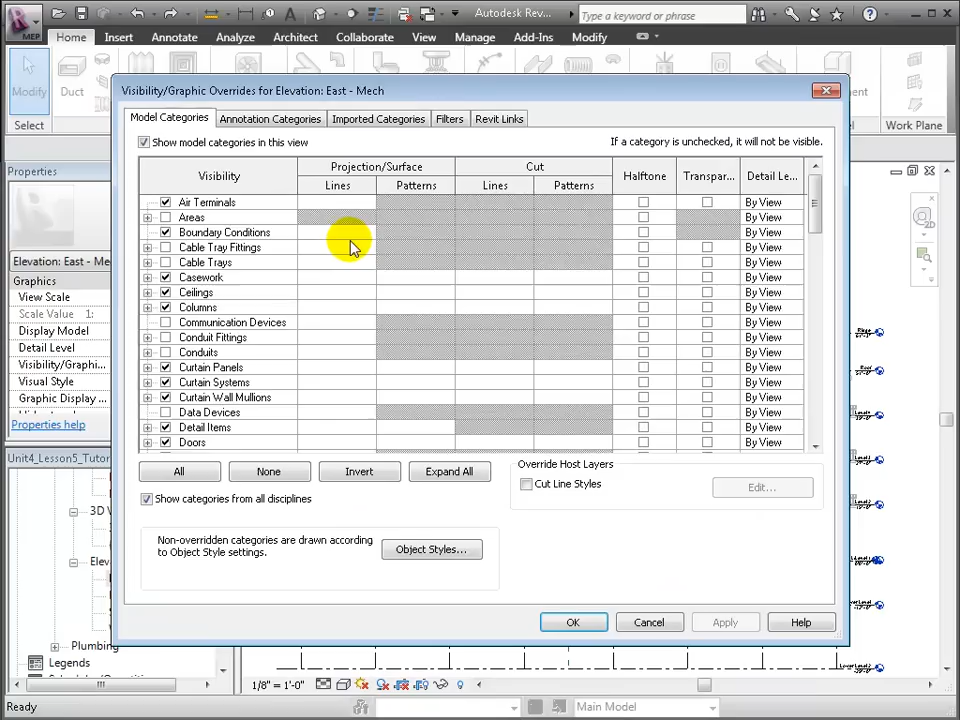 Autodesk Rev...
Type a keyword or phrase
MEP
Home Insert Annotate Analyze Architect Collaborate View Manage Add-Ins Modify
Modify
Duct
Select
Work Plane
Visibility/Graphic Overrides for Elevation: East - Mech
Model Categories Annotation Categories Imported Categories Filters Revit Links
Show model categories in this view
If a category is unchecked, it will not be visible.
Visibility Projection/Surface Cut Halftone Transpar... Detail Le...
Lines Patterns Lines Patterns
Air Terminals By View
Areas By View
Boundary Conditions By View
Cable Tray Fittings By View
Cable Trays By View
Casework By View
Ceilings By View
Columns By View
Communication Devices By View
Conduit Fittings By View
Conduits By View
Curtain Panels By View
Curtain Systems By View
Curtain Wall Mullions By View
Data Devices By View
Detail Items By View
Doors By View
All None Invert Expand All
Show categories from all disciplines
Override Host Layers
Cut Line Styles
Edit...
Non-overridden categories are drawn according
to Object Style settings.
Object Styles...
OK Cancel Apply Help
Properties
Elevation: East - Mec
Graphics
View Scale
Scale Value 1:
Display Model
Detail Level
Visibility/Graphi...
Visual Style
Graphic Display ...
Properties help
Unit4_Lesson5_Tutor
3D V
Elev
Plumbing
Legends
1/8" = 1'-0"
Ready
Main Model